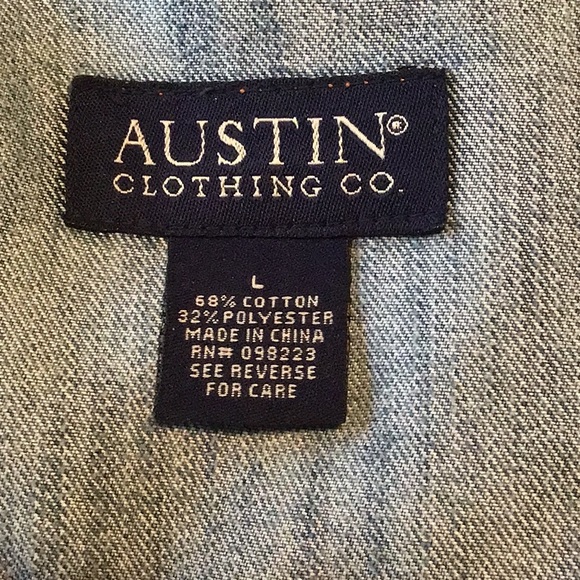 AUSTIN®
CLOTHING CO.
L
68% COTTON
32% POLYESTER
MADE IN CHINA
RN# 098223
SEE REVERSE
FOR CARE